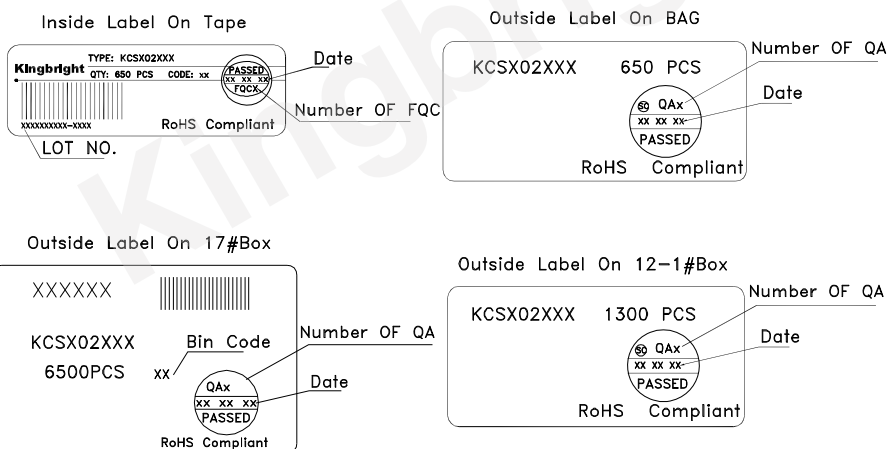 Inside Label On Tape
Kingbright
TYPE: KCSX02XXX
QTY: 650 PCS CODE: xx
PASSED
xx xx xx
FQCX
xxxxxxxxxx-xxxx
RoHS Compliant
Date
Number OF FQC
LOT NO.
Outside Label On BAG
KCSX02XXX 650 PCS
SC QAx
xx xx xx
PASSED
RoHS Compliant
Number OF QA
Date
Outside Label On 17#Box
XXXXXX
KCSX02XXX
6500PCS
Bin Code
xx
QAx
xx xx xx
PASSED
RoHS Compliant
Number OF QA
Date
Outside Label On 12-1#Box
KCSX02XXX 1300 PCS
SC QAx
xx xx xx
PASSED
RoHS Compliant
Number OF QA
Date
Kingbright